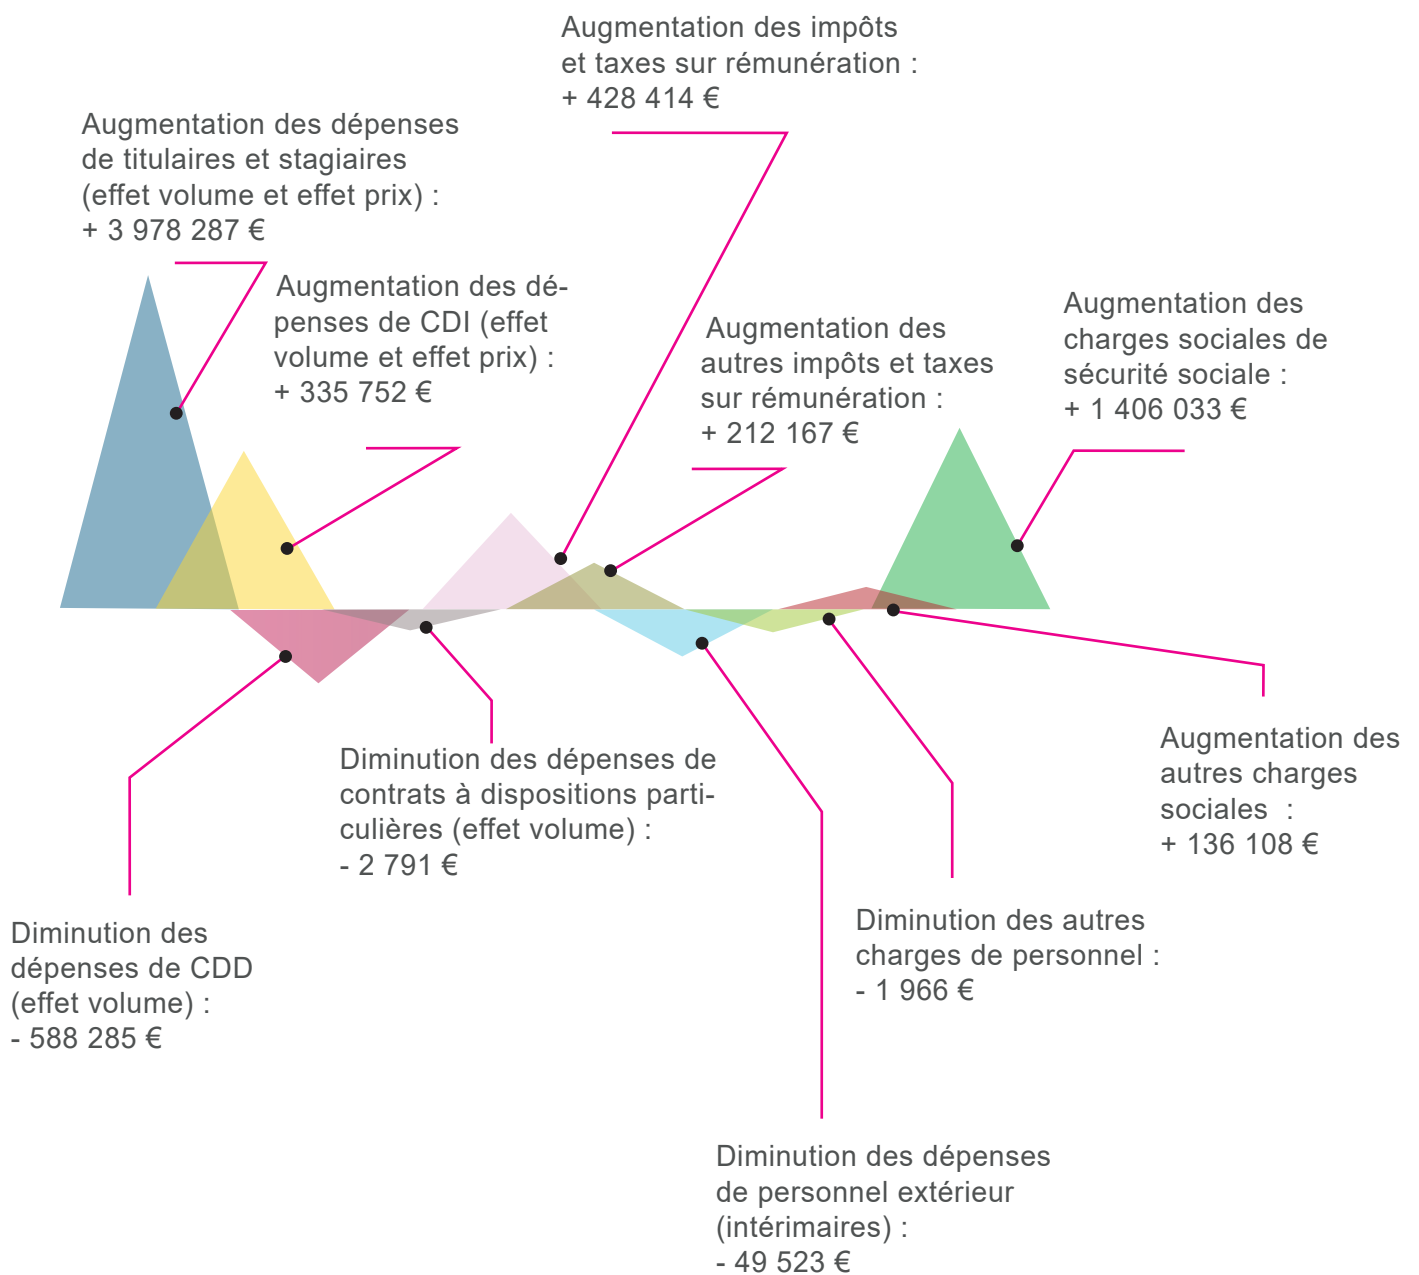 Augmentation des impôts
et taxes sur rémunération :
+ 428 414 €
Augmentation des dépenses
de titulaires et stagiaires
(effet volume et effet prix) :
+ 3 978 287 €
Augmentation des dé-
penses de CDI (effet
volume et effet prix) :
+ 335 752 €
Augmentation des
autres impôts et taxes
sur rémunération :
+ 212 167 €
Augmentation des
charges sociales de
sécurité sociale :
+ 1 406 033 €
Diminution des dépenses de
contrats à dispositions parti-
culières (effet volume) :
- 2 791 €
Augmentation des
autres charges
sociales  :
+ 136 108 €
Diminution des
dépenses de CDD
(effet volume) :
- 588 285 €
Diminution des autres
charges de personnel :
- 1 966 €
Diminution des dépenses
de personnel extérieur
(intérimaires) :
- 49 523 €